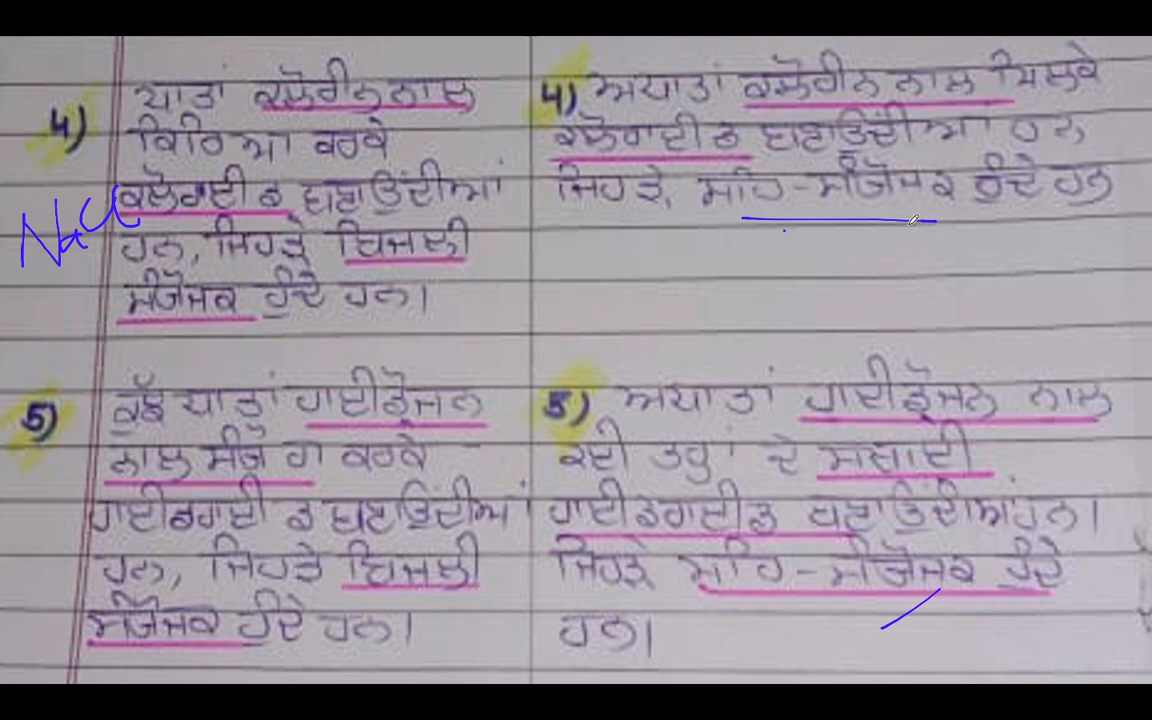 4) ਧਾਤਾਂ ਕਲੋਰੀਨ ਨਾਲ
ਕਿਰਿਆ ਕਰਕੇ
ਕਲੋਰਾਈਡ ਬਣਾਉਂਦੀਆਂ
ਹਨ, ਜਿਹੜੇ ਬਿਜਲੀ
ਸੰਯੋਜਕ ਹੁੰਦੇ ਹਨ।
NaCl
5) ਕੁੱਝ ਧਾਤਾਂ ਹਾਈਡ੍ਰੋਜਨ
ਨਾਲ ਕਰਕੇ
ਹਾਈਡਰਾਈਡ ਬਣਾਉਂਦੀਆਂ
ਹਨ, ਜਿਹੜੇ ਬਿਜਲੀ
ਸੰਯੋਜਕ ਹੁੰਦੇ ਹਨ।
4) ਅਧਾਤਾਂ ਕਲੋਰੀਨ ਨਾਲ ਮਿਲਕੇ
ਕਲੋਰਾਈਡ ਬਣਾਉਂਦੀਆਂ ਹਨ
ਜਿਹੜੇ ਸਹਿ-ਸੰਯੋਜਕ ਹੁੰਦੇ ਹਨ
5) ਅਧਾਤਾਂ ਹਾਈਡ੍ਰੋਜਨ ਨਾਲ
ਕਈ ਤਰ੍ਹਾਂ ਦੇ ਸਥਾਈ
ਹਾਈਡਰਾਈਡ ਬਣਾਉਂਦੀਆਂ ਹਨ।
ਜਿਹੜੇ ਸਹਿ-ਸੰਯੋਜਕ ਹੁੰਦੇ
ਹਨ।